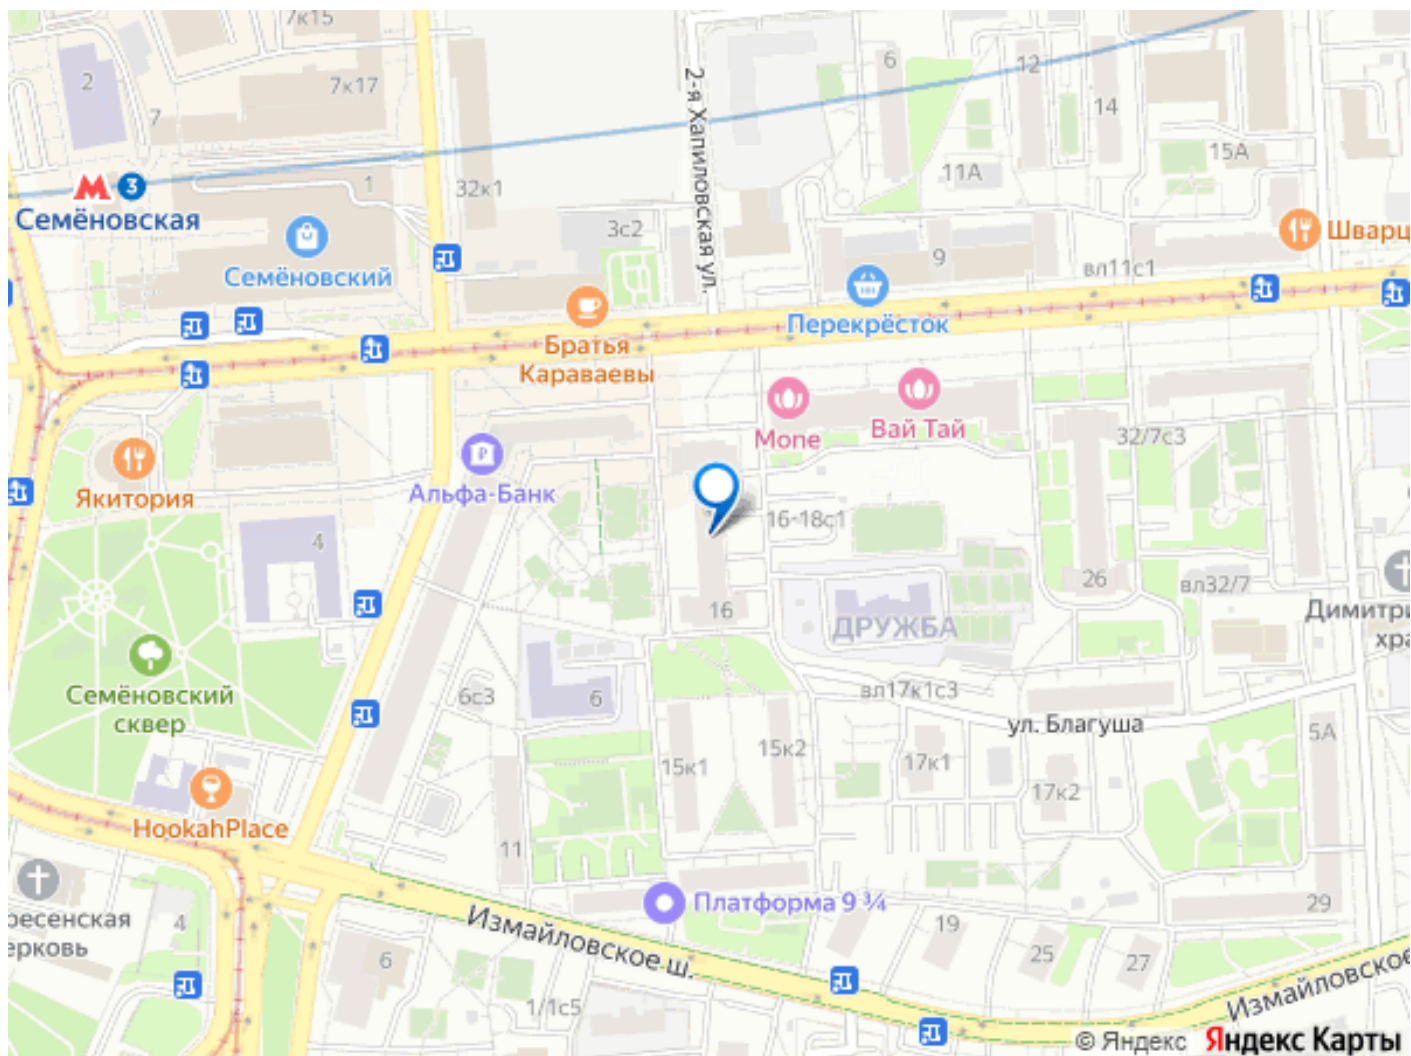 7к15
2
7к17
7
6
12
14
2-я Хапиловская ул.
15А
11А
3
Семёновская
1
32к1
Семёновский
3с2
9
вл11с1
Шварц
Перекрёсток
Братья
Караваевы
Моne
Вай Тай
32/7с3
Якитория
Альфа-Банк
16-18с1
4
26
вл32/7
16
ДРУЖБА
Димитри
хра
Семёновский
сквер
6с3
6
вл17к1с3
ул. Благуша
5А
15к1
15к2
17к1
17к2
HookahPlace
11
ресенская
ерковь
4
Платформа 9 ¾
29
Измайловское ш.
19
25
27
6
1/1с5
Измайловское
© Яндекс Яндекс Карты